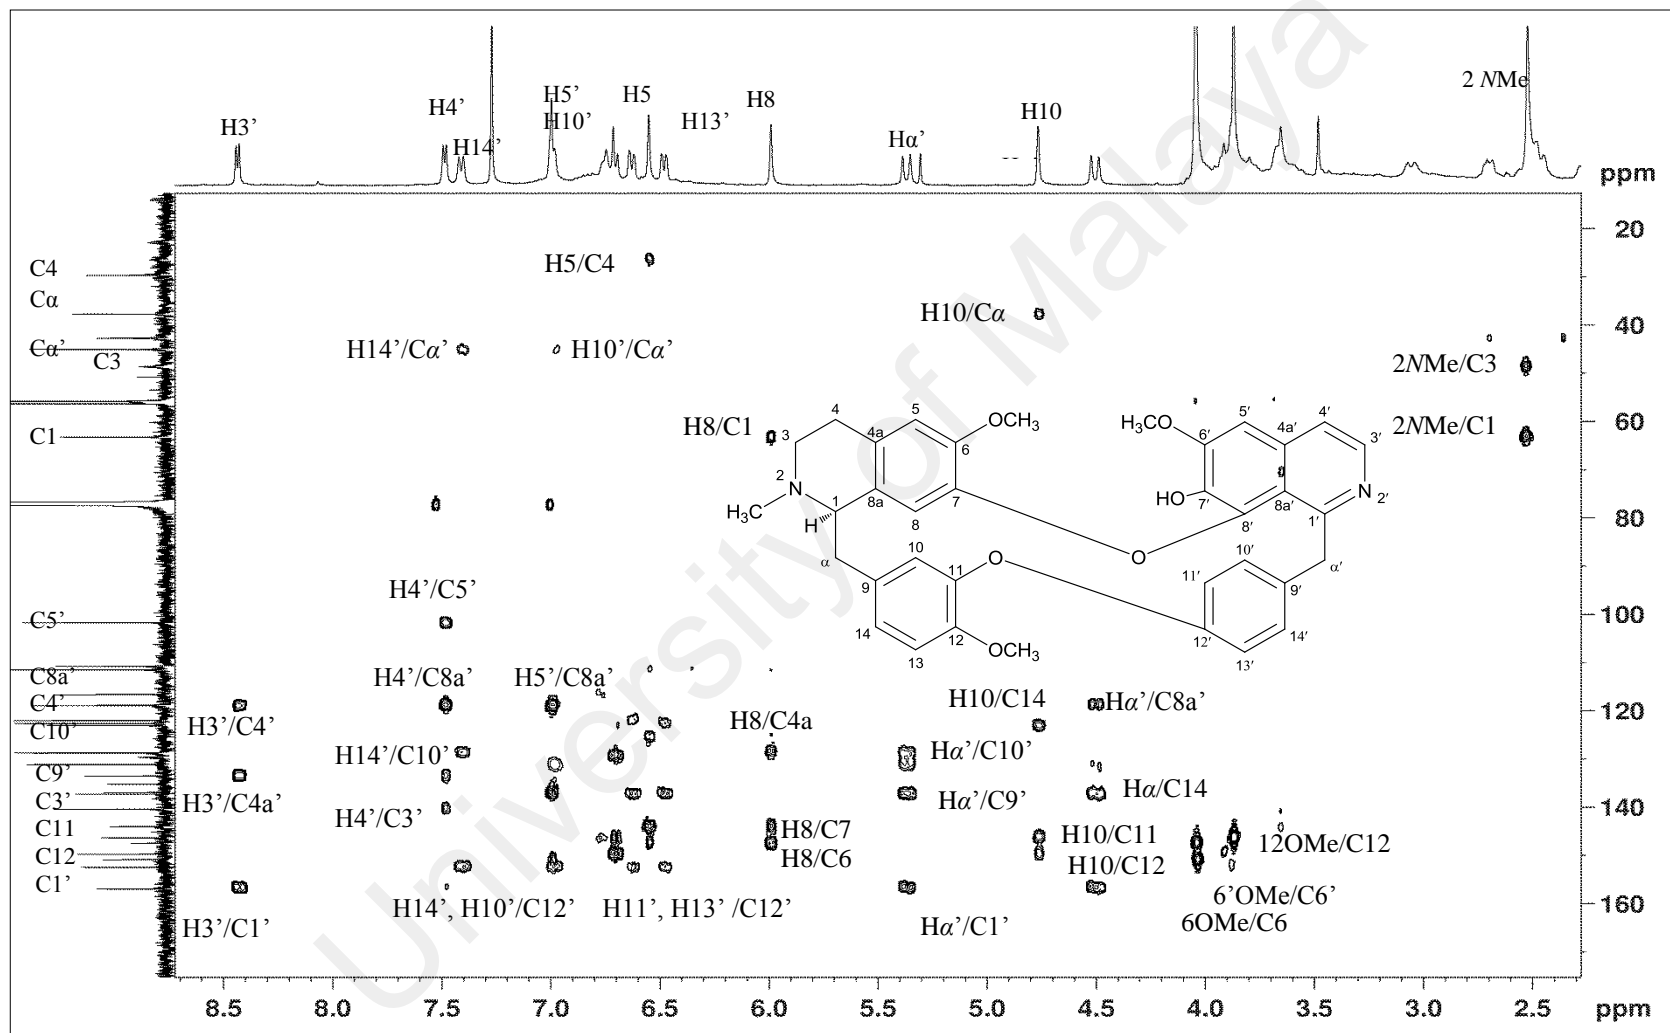 H3’
H4’
H14’
H5’
H10’
H5
H13’
H8
Hα’
H10
2 NMe
ppm
C4
Cα
Cα’
C3
C1
C5’
C8a’
C4’
C10’
C9’
C3’
C11
C12
C1’
20
40
60
80
100
120
140
160
H5/C4
H10/Cα
H14’/Cα’
H10’/Cα’
2NMe/C3
H8/C1
2NMe/C1
H4’/C5’
H4’/C8a’
H5’/C8a’
H10/C14
Hα’/C8a’
H3’/C4’
H8/C4a
H14’/C10’
Hα’/C10’
H3’/C4a’
Hα’/C9’
Hα/C14
H4’/C3’
H8/C7
H10/C11
12OMe/C12
H8/C6
H10/C12
H14’, H10’/C12’
H11’, H13’ /C12’
6’OMe/C6’
H3’/C1’
Hα’/C1’
6OMe/C6
4
5
OCH3
3
4a
6
2
N
H3C
1
8a
7
H
8
α
10
O
11
9
14
12
13
OCH3
O
H3CO
5′
4′
6′
4a′
3′
HO
7′
8a′
N
2′
8′
1′
10′
11′
9′
α′
12′
14′
13′
8.5
8.0
7.5
7.0
6.5
6.0
5.5
5.0
4.5
4.0
3.5
3.0
2.5
ppm
University of Malaya